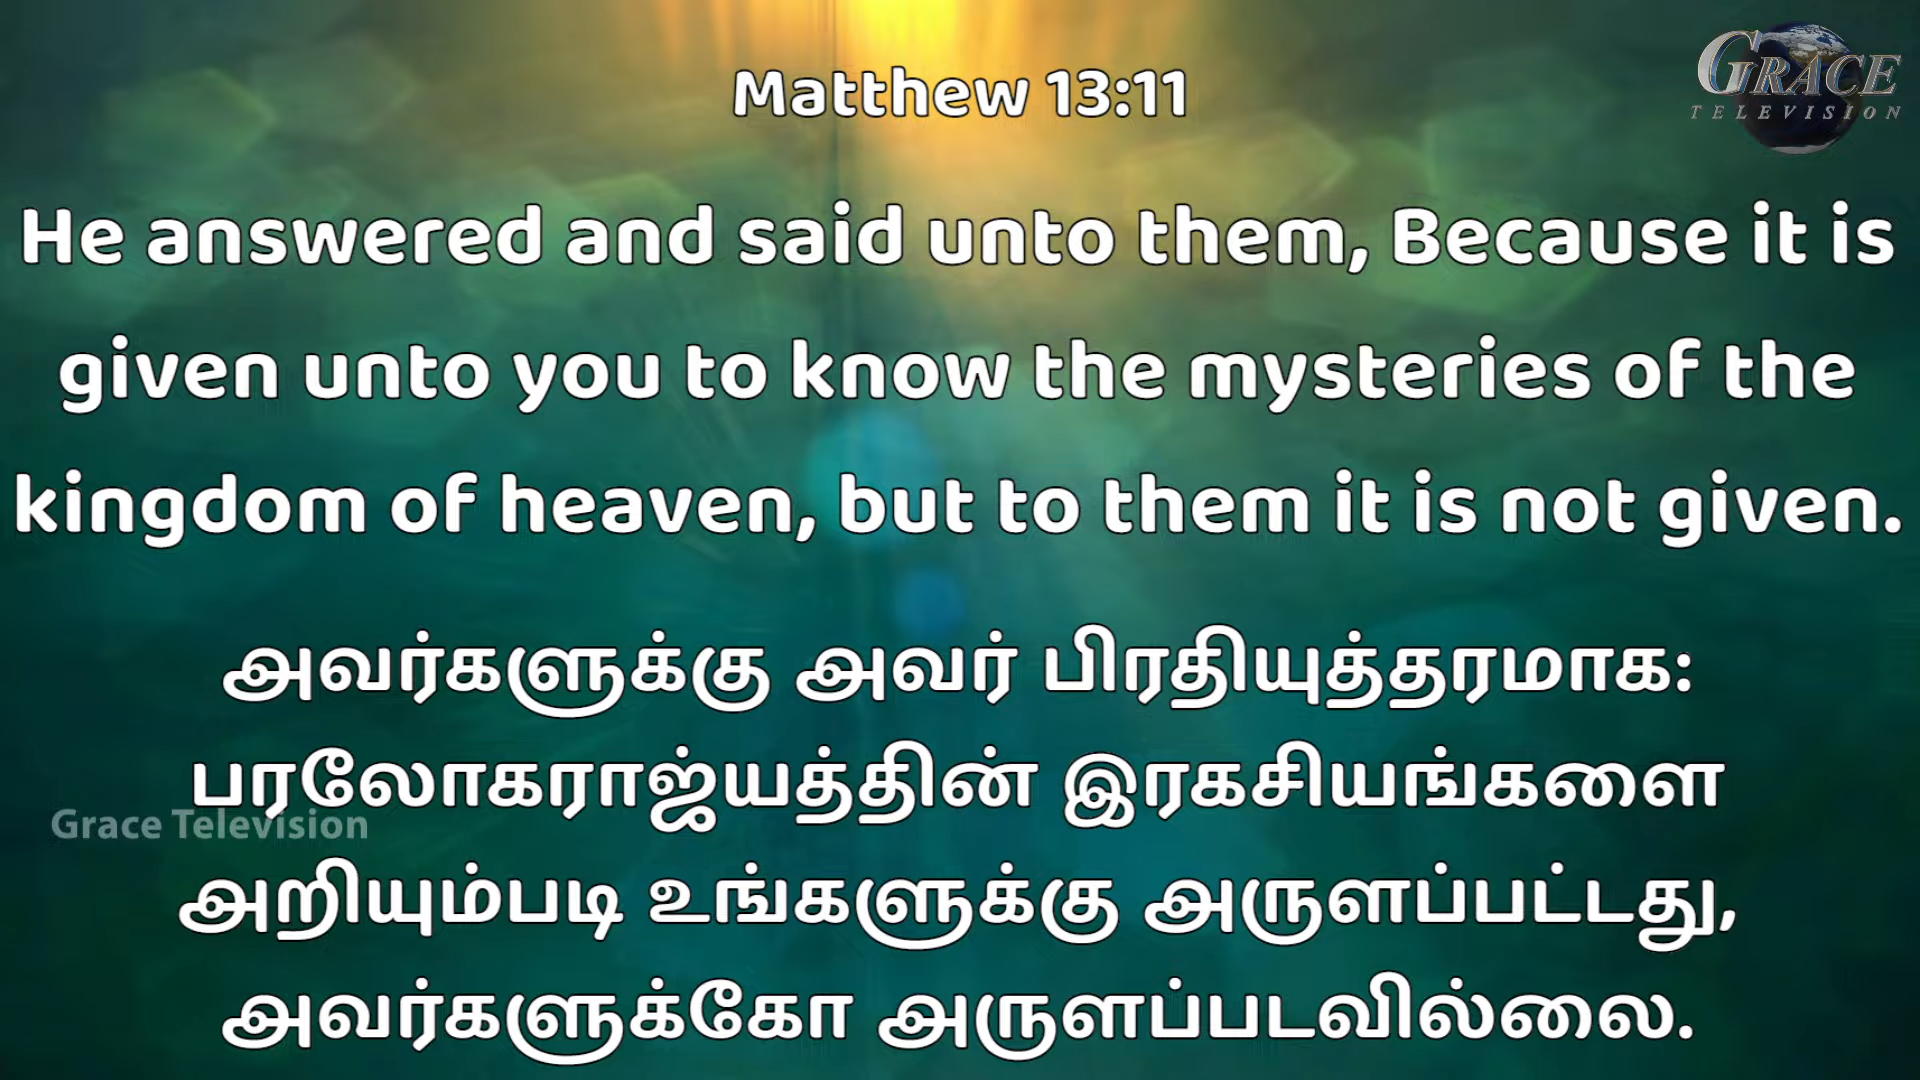 GRACE
TELEVISION
Matthew 13:11
He answered and said unto them, Because it is
given unto you to know the mysteries of the
kingdom of heaven, but to them it is not given.
அவர்களுக்கு அவர் பிரதியுத்தரமாக:
பரலோகராஜ்யத்தின் இரகசியங்களை
Grace Television
அறியும்படி உங்களுக்கு அருளப்பட்டது,
அவர்களுக்கோ அருளப்படவில்லை.